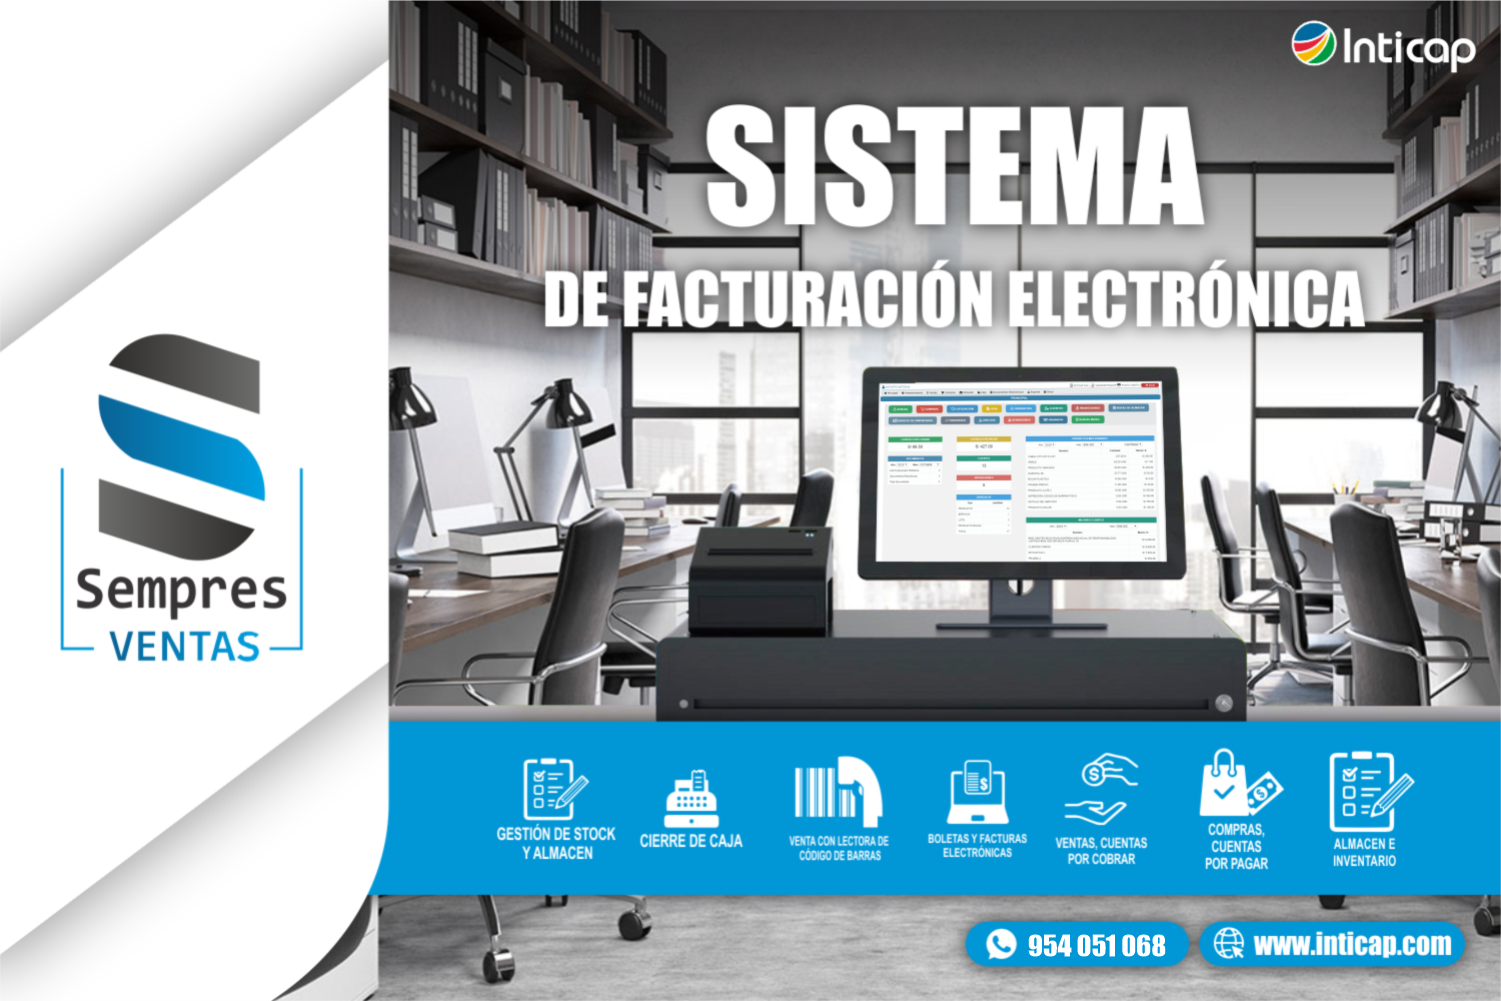 Inticap
SISTEMA
DE FACTURACIÓN ELECTRÓNICA
Sempres
VENTAS
PRINCIPAL
GESTIÓN DE STOCK
Y ALMACEN
CIERRE DE CAJA
VENTA CON LECTORA DE
CÓDIGO DE BARRAS
BOLETAS Y FACTURAS
ELECTRÓNICAS
VENTAS, CUENTAS
POR COBRAR
COMPRAS,
CUENTAS
POR PAGAR
ALMACEN E
INVENTARIO
954 051 068
www.inticap.com